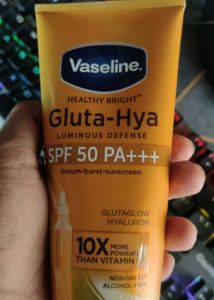 Vaseline.
HEALTHY BRIGHT™
Gluta-Hya
LUMINOUS DEFENSE
SPF 50 PA+++
Serum-burst-sunscreen
GLUTAGLOW
HYALURON
10X MORE
POWERFUL
THAN VITAMIN C
NON-GREASY
ALCOHOL-FREE